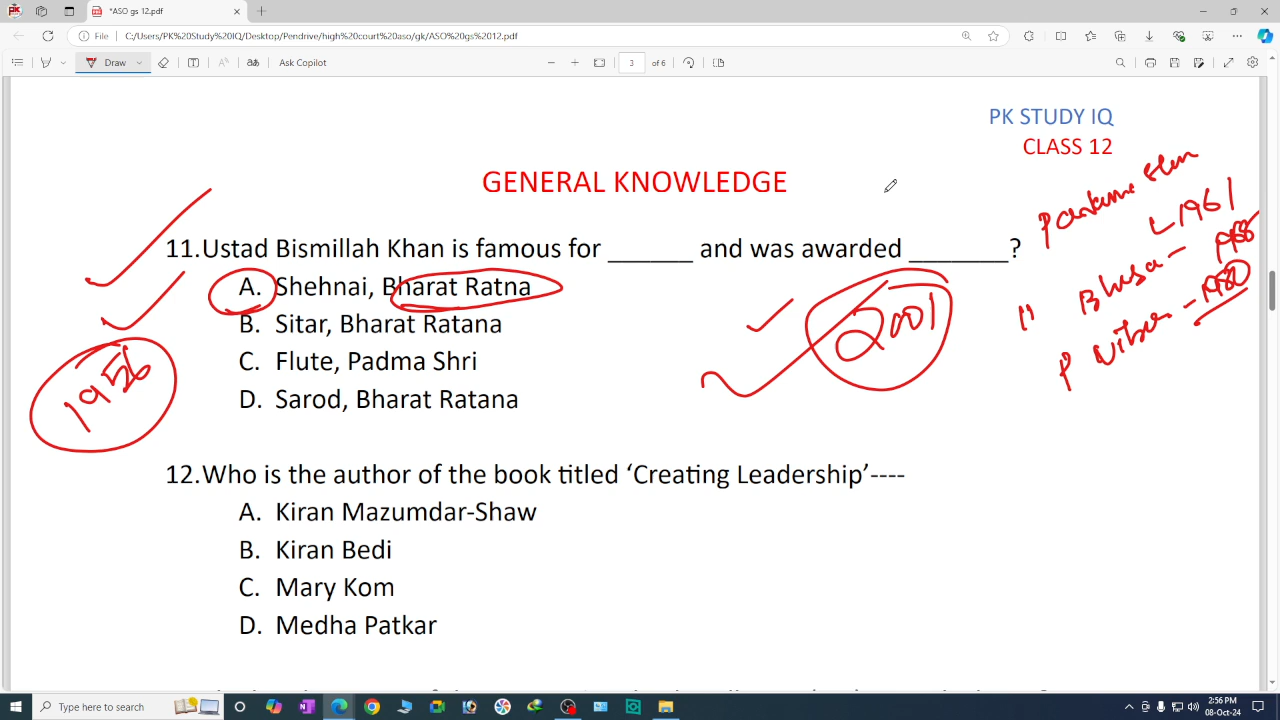 *ASO gs 12.pdf
File C:/Users/PK%20Study%20IQ/Desktop/Pendrive/high%20court%20aso/gk/ASO%20gs%2012.pdf
Draw Ask Copilot 3 of 6
PK STUDY IQ
CLASS 12
GENERAL KNOWLEDGE
11.Ustad Bismillah Khan is famous for ______ and was awarded _______?
A. Shehnai, Bharat Ratna
B. Sitar, Bharat Ratana
C. Flute, Padma Shri
D. Sarod, Bharat Ratana
1956
2001
1961
12.Who is the author of the book titled ‘Creating Leadership’----
A. Kiran Mazumdar-Shaw
B. Kiran Bedi
C. Mary Kom
D. Medha Patkar
Type here to search
2:56 PM
08-Oct-24